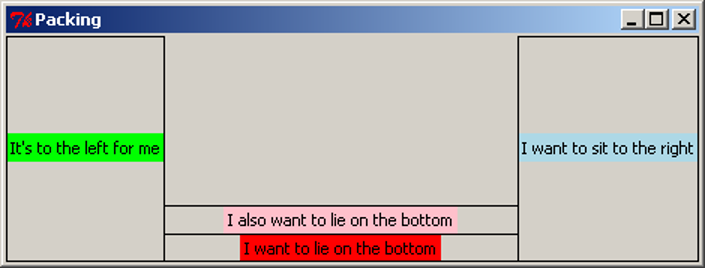 Packing
It's to the left for me
I want to sit to the right
I also want to lie on the bottom
I want to lie on the bottom